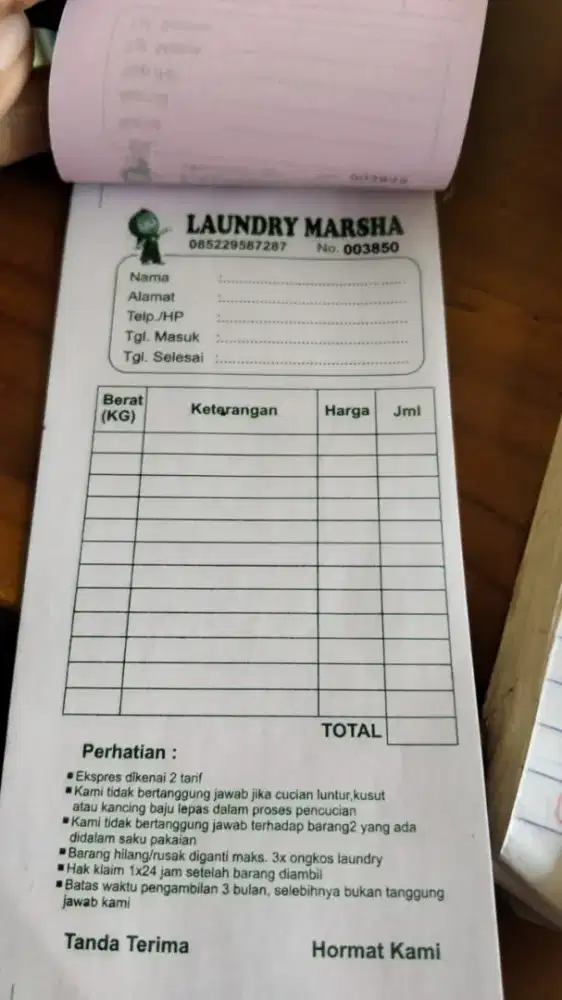 LAUNDRY MARSHA
085229587287 No. 003850
Nama :
Alamat :
Telp./HP :
Tgl. Masuk :
Tgl. Selesai :
Berat (KG) Keterangan Harga Jml
TOTAL
Perhatian :
Ekspres dikenai 2 tarif
Kami tidak bertanggung jawab jika cucian luntur,kusut
atau kancing baju lepas dalam proses pencucian
Kami tidak bertanggung jawab terhadap barang2 yang ada
didalam saku pakaian
Barang hilang/rusak diganti maks. 3x ongkos laundry
Hak klaim 1x24 jam setelah barang diambil
Batas waktu pengambilan 3 bulan, selebihnya bukan tanggung
jawab kami
Tanda Terima Hormat Kami